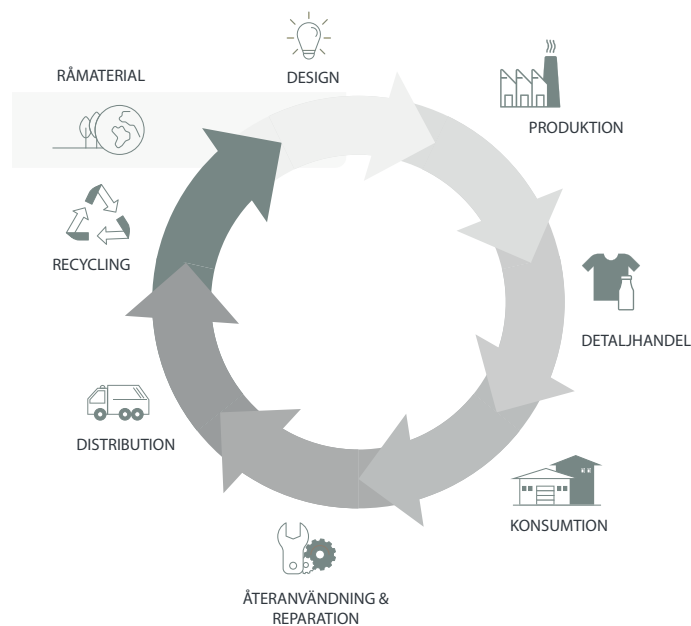 RÅMATERIAL
DESIGN
PRODUKTION
DETALJHANDEL
KONSUMTION
ÅTERANVÄNDNING &
REPARATION
DISTRIBUTION
RECYCLING